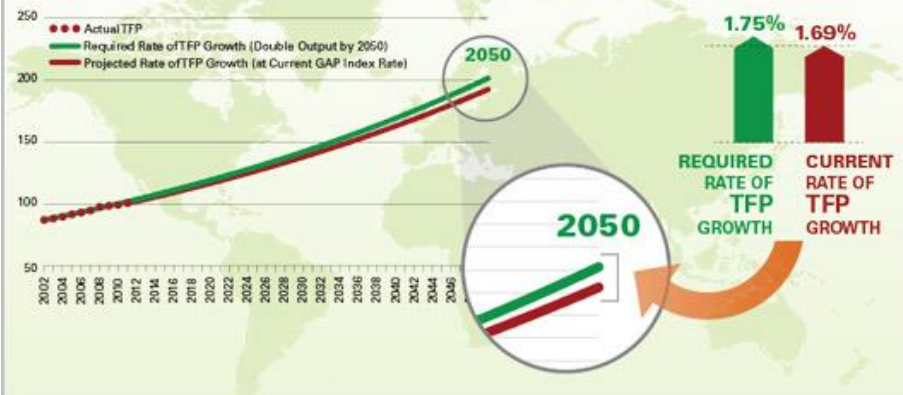 250
Actual TFP
Required Rate of TFP Growth (Double Output by 2050)
Projected Rate of TFP Growth (at Current GAP Index Rate)
200
150
100
50
2002 2004 2006 2008 2010 2012 2014 2016 2018 2020 2022 2024 2026 2028 2030 2032 2034 2036 2038 2040 2042 2044 2046
2050
2050
1.75%
1.69%
REQUIRED
RATE OF
TFP
GROWTH
CURRENT
RATE OF
TFP
GROWTH